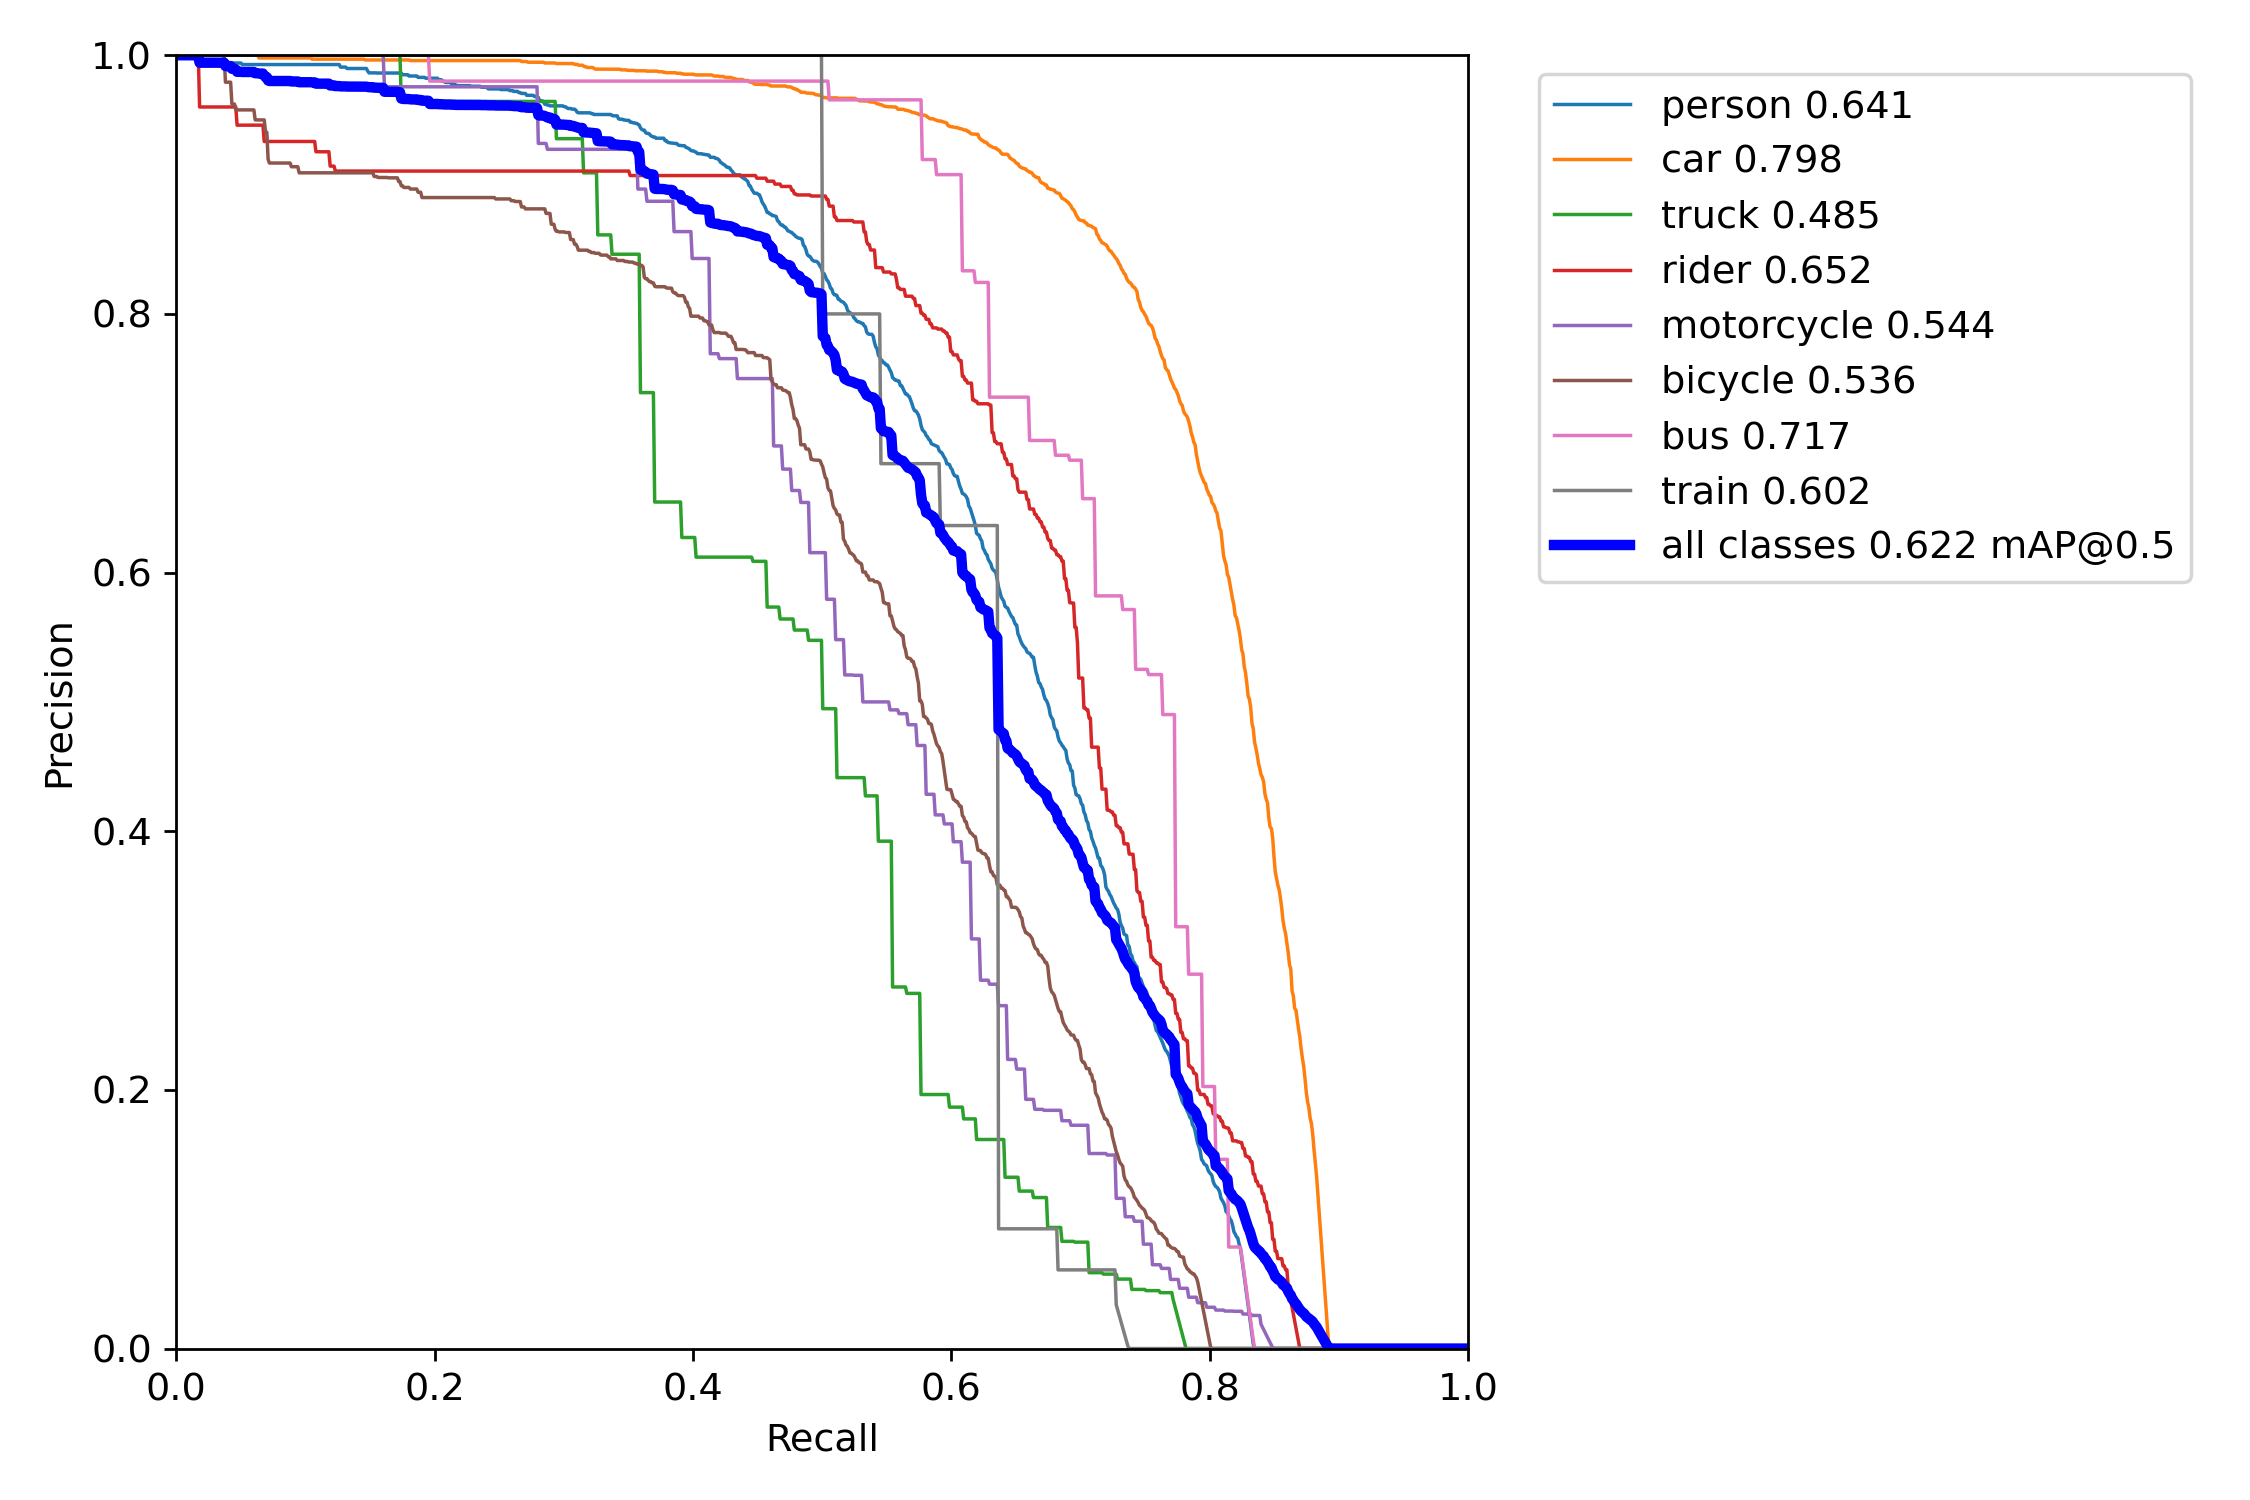 1.0
0.8
0.6
0.4
0.2
0.0
Precision
0.0 0.2 0.4 0.6 0.8 1.0
Recall
person 0.641
car 0.798
truck 0.485
rider 0.652
motorcycle 0.544
bicycle 0.536
bus 0.717
train 0.602
all classes 0.622 mAP@0.5